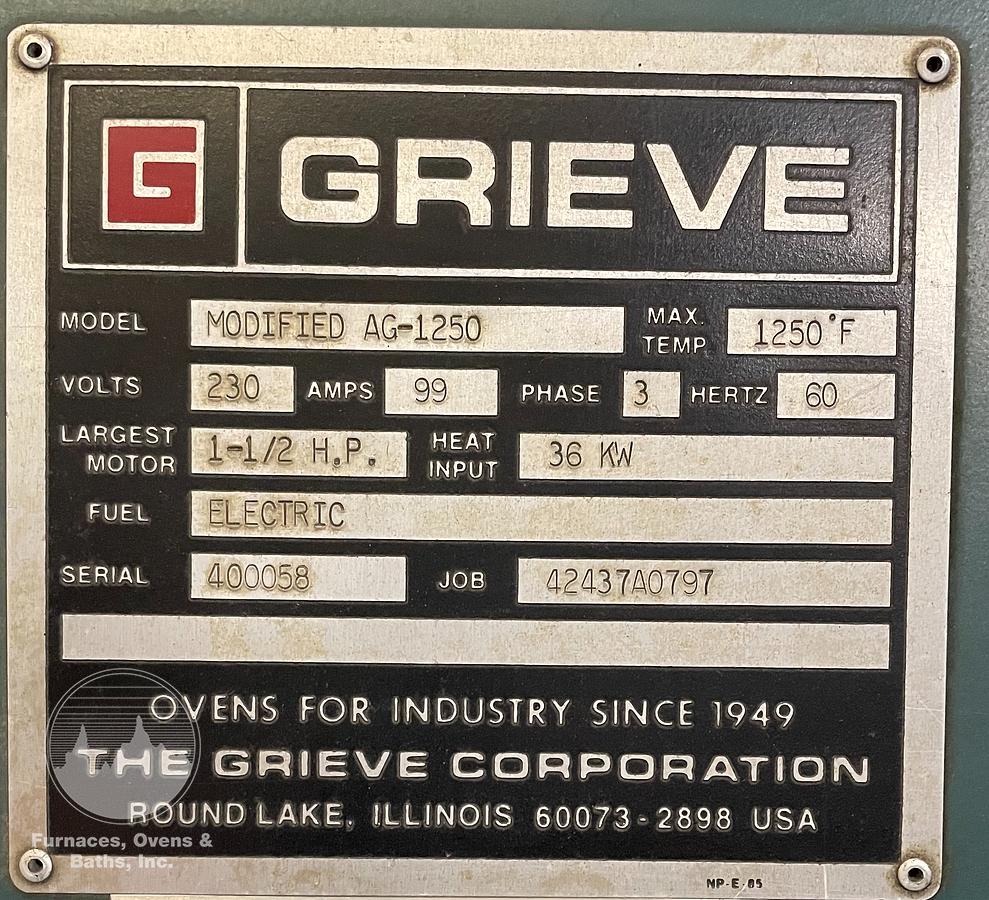 G GRIEVE
MODEL MODIFIED AG-1250 MAX. TEMP 1250°F
VOLTS 230 AMPS 99 PHASE 3 HERTZ 60
LARGEST MOTOR 1-1/2 H.P. HEAT INPUT 36 KW
FUEL ELECTRIC
SERIAL 400058 JOB 42437A0797
OVENS FOR INDUSTRY SINCE 1949
THE GRIEVE CORPORATION
ROUND LAKE, ILLINOIS 60073-2898 USA
Furnaces, Ovens &
Baths, Inc.
NP-E-85